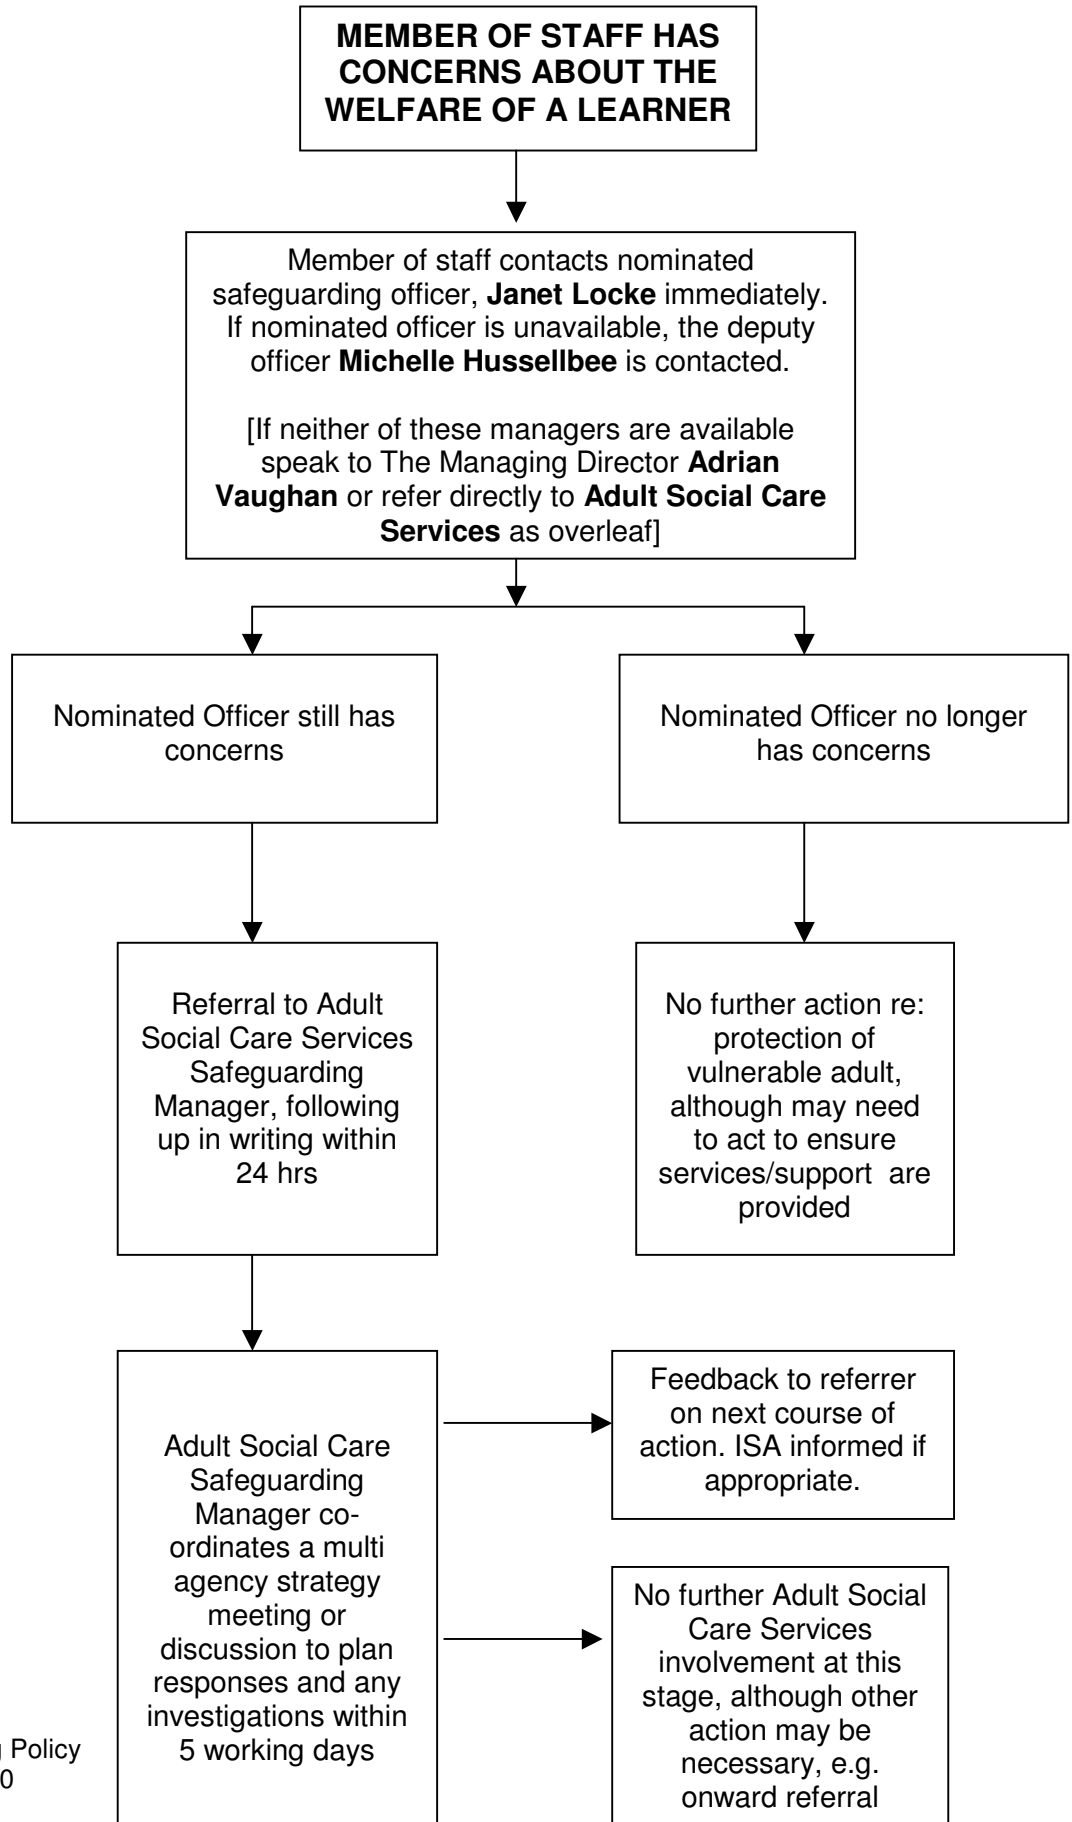 MEMBER OF STAFF HAS
CONCERNS ABOUT THE
WELFARE OF A LEARNER
Member of staff contacts nominated
safeguarding officer, Janet Locke immediately.
If nominated officer is unavailable, the deputy
officer Michelle Hussellbee is contacted.
[If neither of these managers are available
speak to The Managing Director Adrian
Vaughan or refer directly to Adult Social Care
Services as overleaf]
Nominated Officer still has
concerns
Nominated Officer no longer
has concerns
Referral to Adult
Social Care Services
Safeguarding
Manager, following
up in writing within
24 hrs
No further action re:
protection of
vulnerable adult,
although may need
to act to ensure
services/support are
provided
Adult Social Care
Safeguarding
Manager co-
ordinates a multi
agency strategy
meeting or
discussion to plan
responses and any
investigations within
5 working days
Feedback to referrer
on next course of
action. ISA informed if
appropriate.
No further Adult Social
Care Services
involvement at this
stage, although other
action may be
necessary, e.g.
onward referral
Policy